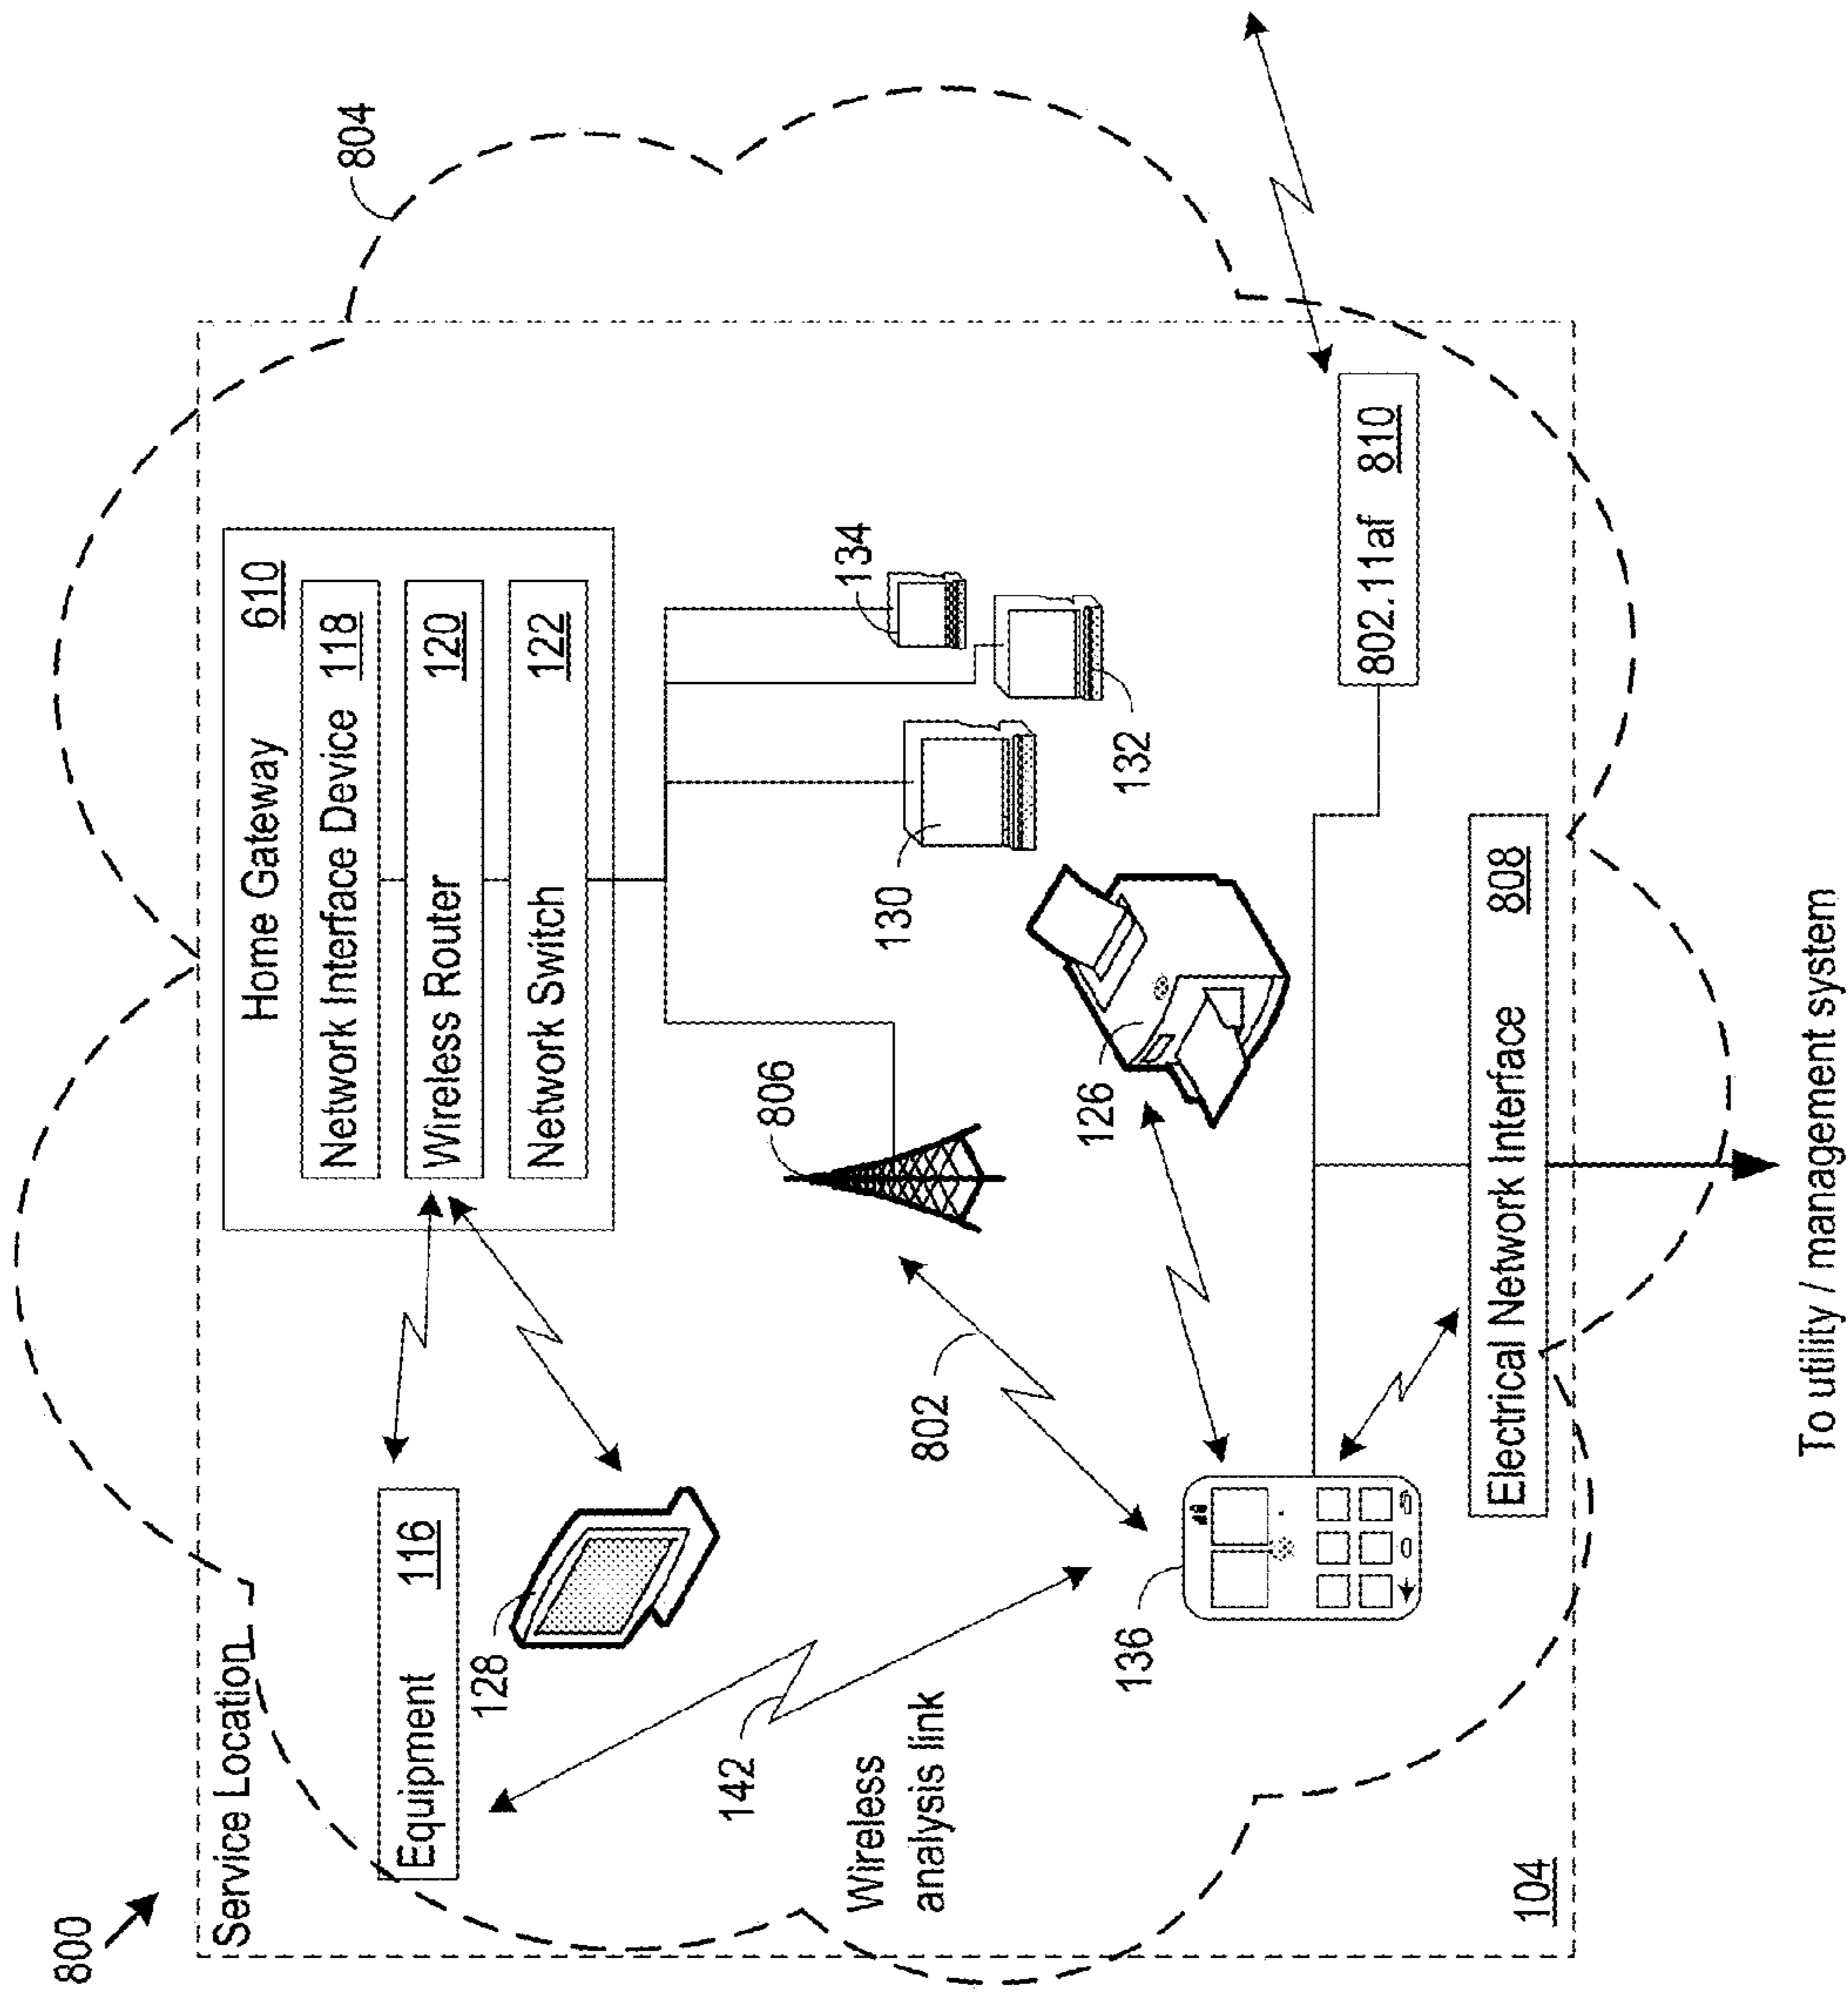 800
Service Location
804
Home Gateway 610
Network Interface Device 118
Wireless Router 120
Network Switch 122
Equipment 116
128
134
806
130
132
802
142
126
Wireless
analysis link
136
802.11af 810
Electrical Network Interface 808
104
To utility / management system